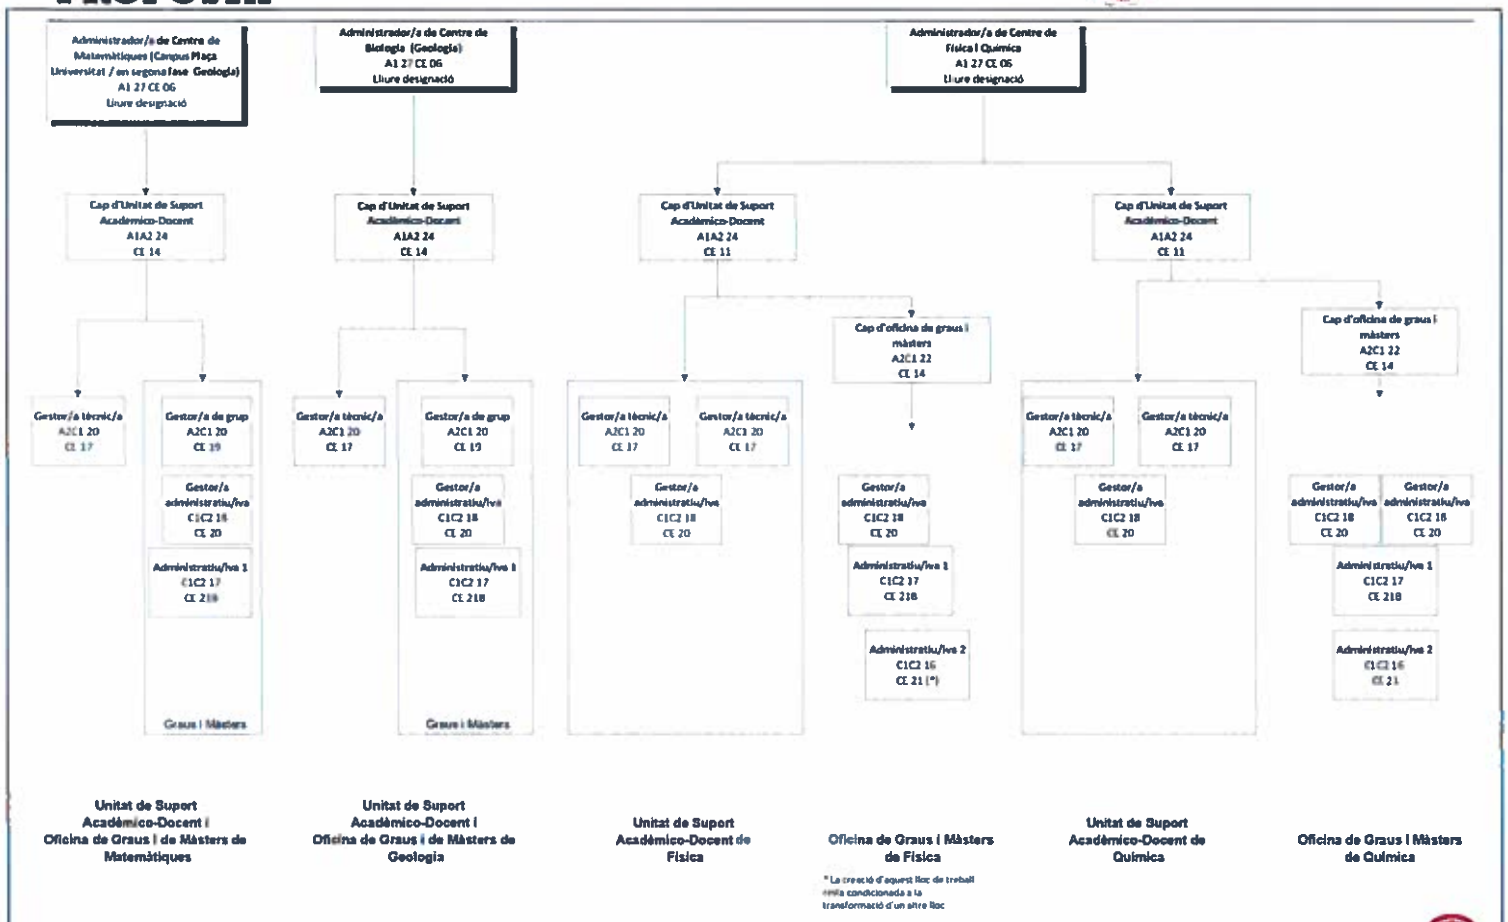 Administrador/a de Centre de
Matemàtiques (Campus Plaça
Universitat / en segona fase Geologia)
A1 27 CE 06
Lliure designació
Administrador/a de Centre de
Biologia (Geologia)
A1 27 CE 06
Lliure designació
Administrador/a de Centre de
Física i Química
A1 27 CE 06
Lliure designació
Cap d'Unitat de Suport
Acadèmico-Docent
A1A2 24
CE 14
Cap d'Unitat de Suport
Acadèmico-Docent
A1A2 24
CE 14
Cap d'Unitat de Suport
Acadèmico-Docent
A1A2 24
CE 11
Cap d'Unitat de Suport
Acadèmico-Docent
A1A2 24
CE 11
Cap d'oficina de graus i
màsters
A2C1 22
CE 14
Cap d'oficina de graus i
màsters
A2C1 22
CE 14
Gestor/a tècnic/a
A2C1 20
CE 17
Gestor/a de grup
A2C1 20
CE 19
Gestor/a
administratiu/iva
C1C2 18
CE 20
Administratiu/iva 1
C1C2 17
CE 21B
Graus i Màsters
Gestor/a tècnic/a
A2C1 20
CE 17
Gestor/a de grup
A2C1 20
CE 19
Gestor/a
administratiu/iva
C1C2 18
CE 20
Administratiu/iva 1
C1C2 17
CE 21B
Graus i Màsters
Gestor/a tècnic/a
A2C1 20
CE 17
Gestor/a tècnic/a
A2C1 20
CE 17
Gestor/a
administratiu/iva
C1C2 18
CE 20
Gestor/a
administratiu/iva
C1C2 18
CE 20
Administratiu/iva 1
C1C2 17
CE 21B
Administratiu/iva 2
C1C2 16
CE 21 (*)
Gestor/a tècnic/a
A2C1 20
CE 17
Gestor/a tècnic/a
A2C1 20
CE 17
Gestor/a
administratiu/iva
C1C2 18
CE 20
Gestor/a
administratiu/iva
C1C2 18
CE 20
Gestor/a
administratiu/iva
C1C2 18
CE 20
Administratiu/iva 1
C1C2 17
CE 21B
Administratiu/iva 2
C1C2 16
CE 21
Unitat de Suport
Acadèmico-Docent i
Oficina de Graus i de Màsters de
Matemàtiques
Unitat de Suport
Acadèmico-Docent i
Oficina de Graus i de Màsters de
Geologia
Unitat de Suport
Acadèmico-Docent de
Física
Oficina de Graus i Màsters
de Física
* La creació d'aquest lloc de treball
resta condicionada a la
transformació d'un altre lloc
Unitat de Suport
Acadèmico-Docent de
Química
Oficina de Graus i Màsters
de Química